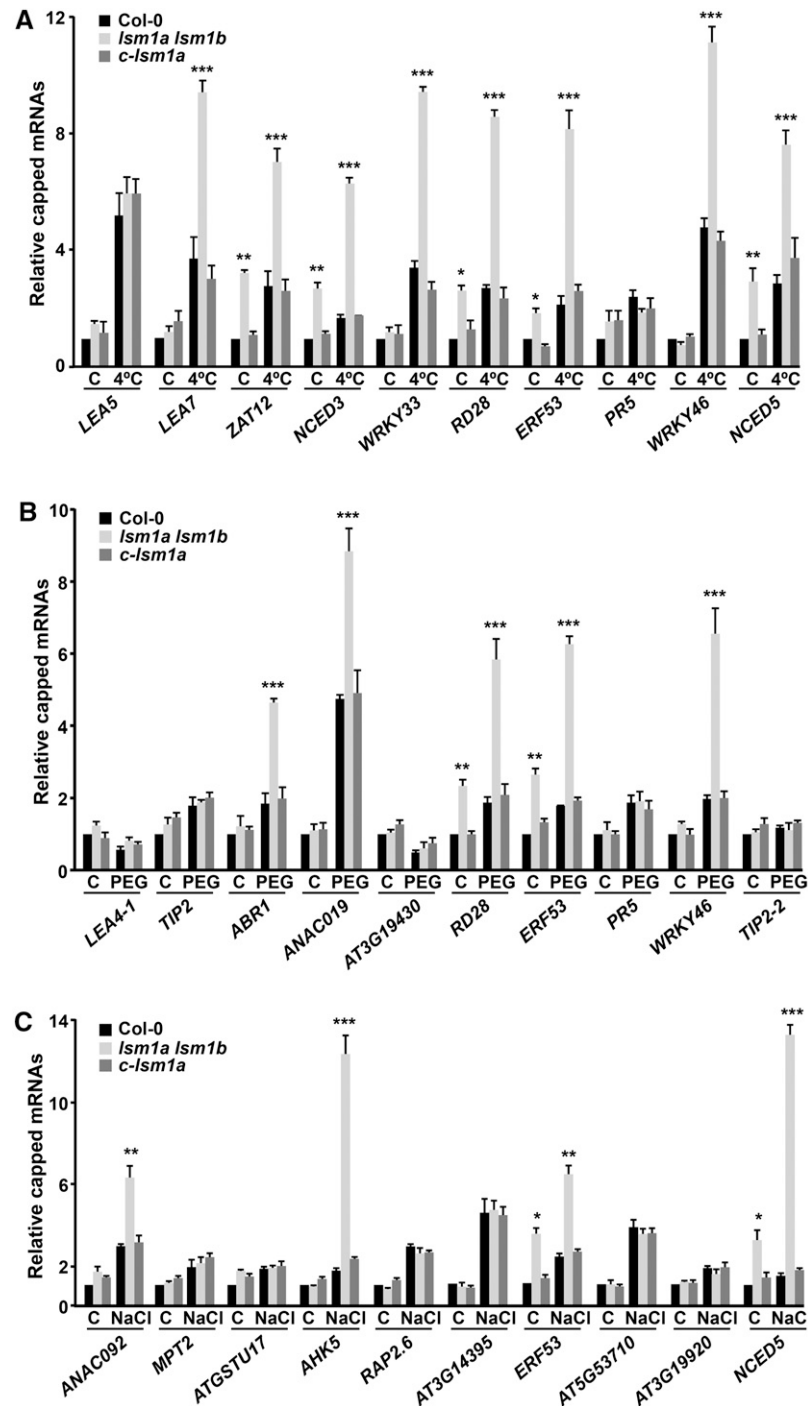 A
Col-0
lsm1a lsm1b
c-lsm1a
Relative capped mRNAs
12
8
4
0
*** *** *** *** *** *** *** ***
** ** * * **
C 4ºC C 4ºC C 4ºC C 4ºC C 4ºC C 4ºC C 4ºC C 4ºC C 4ºC C 4ºC
LEA5 LEA7 ZAT12 NCED3 WRKY33 RD28 ERF53 PR5 WRKY46 NCED5
B
Col-0
lsm1a lsm1b
c-lsm1a
Relative capped mRNAs
10
8
6
4
2
0
*** *** *** *** ***
** **
C PEG C PEG C PEG C PEG C PEG C PEG C PEG C PEG C PEG C PEG
LEA4-1 TIP2 ABR1 ANAC019 AT3G19430 RD28 ERF53 PR5 WRKY46 TIP2-2
C
Col-0
lsm1a lsm1b
c-lsm1a
Relative capped mRNAs
14
10
6
2
0
** *** * ** * ***
C NaCl C NaCl C NaCl C NaCl C NaCl C NaCl C NaCl C NaCl C NaCl C NaC
ANAC092 MPT2 ATGSTU17 AHK5 RAP2.6 AT3G14395 ERF53 AT5G53710 AT3G19920 NCED5